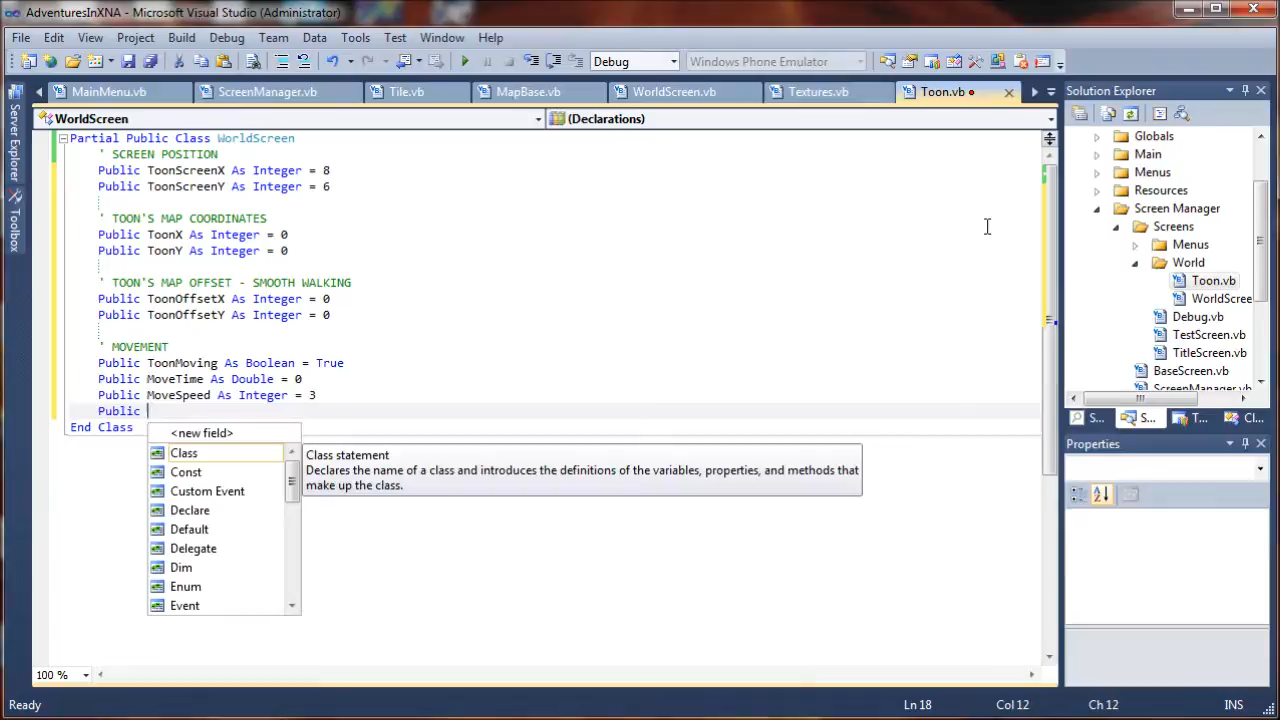 AdventuresInXNA - Microsoft Visual Studio (Administrator)
File Edit View Project Build Debug Team Data Tools Test Window Help
Debug Windows Phone Emulator
MainMenu.vb ScreenManager.vb Tile.vb MapBase.vb WorldScreen.vb Textures.vb Toon.vb
WorldScreen (Declarations)
Partial Public Class WorldScreen
' SCREEN POSITION
Public ToonScreenX As Integer = 8
Public ToonScreenY As Integer = 6
' TOON'S MAP COORDINATES
Public ToonX As Integer = 0
Public ToonY As Integer = 0
' TOON'S MAP OFFSET - SMOOTH WALKING
Public ToonOffsetX As Integer = 0
Public ToonOffsetY As Integer = 0
' MOVEMENT
Public ToonMoving As Boolean = True
Public MoveTime As Double = 0
Public MoveSpeed As Integer = 3
Public
End Class
<new field>
Class
Const
Custom Event
Declare
Default
Delegate
Dim
Enum
Event
Class statement
Declares the name of a class and introduces the definitions of the variables, properties, and methods that
make up the class.
Server Explorer
Toolbox
Solution Explorer
Globals
Main
Menus
Resources
Screen Manager
Screens
Menus
World
Toon.vb
WorldScree
Debug.vb
TestScreen.vb
TitleScreen.vb
BaseScreen.vb
ScreenManager.vb
S... S... T... Cl...
Properties
100 %
Ready Ln 18 Col 12 Ch 12 INS